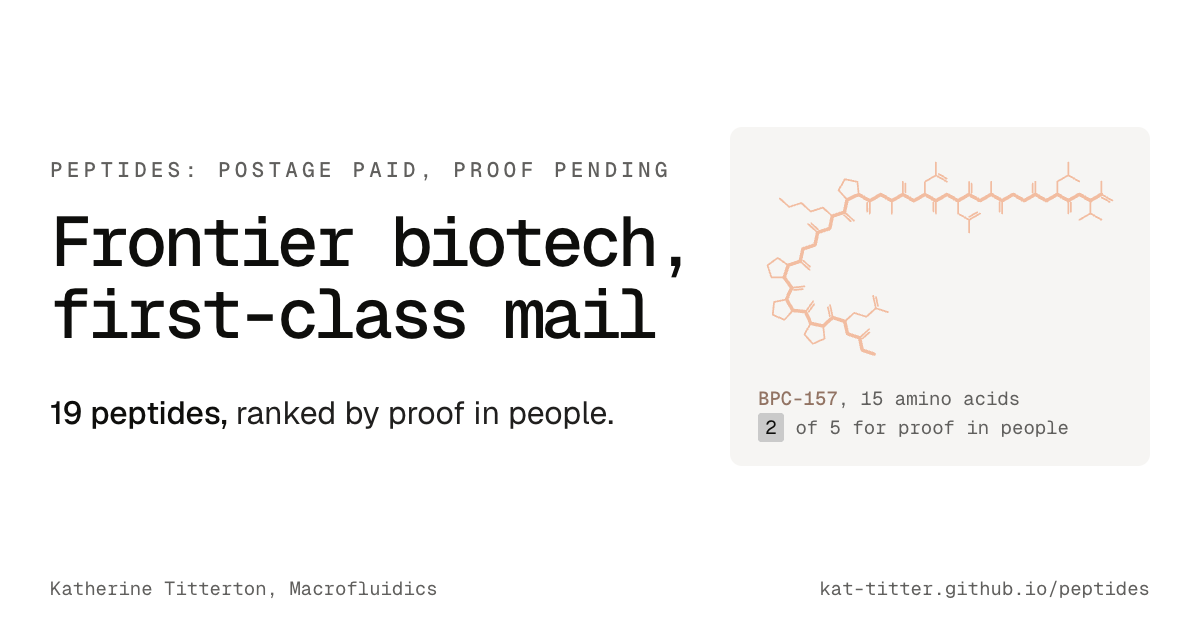 PEPTIDES: POSTAGE PAID, PROOF PENDING
Frontier biotech,
first-class mail
19 peptides, ranked by proof in people.
BPC-157, 15 amino acids
2 of 5 for proof in people
Katherine Titterton, Macrofluidics
kat-titter.github.io/peptides